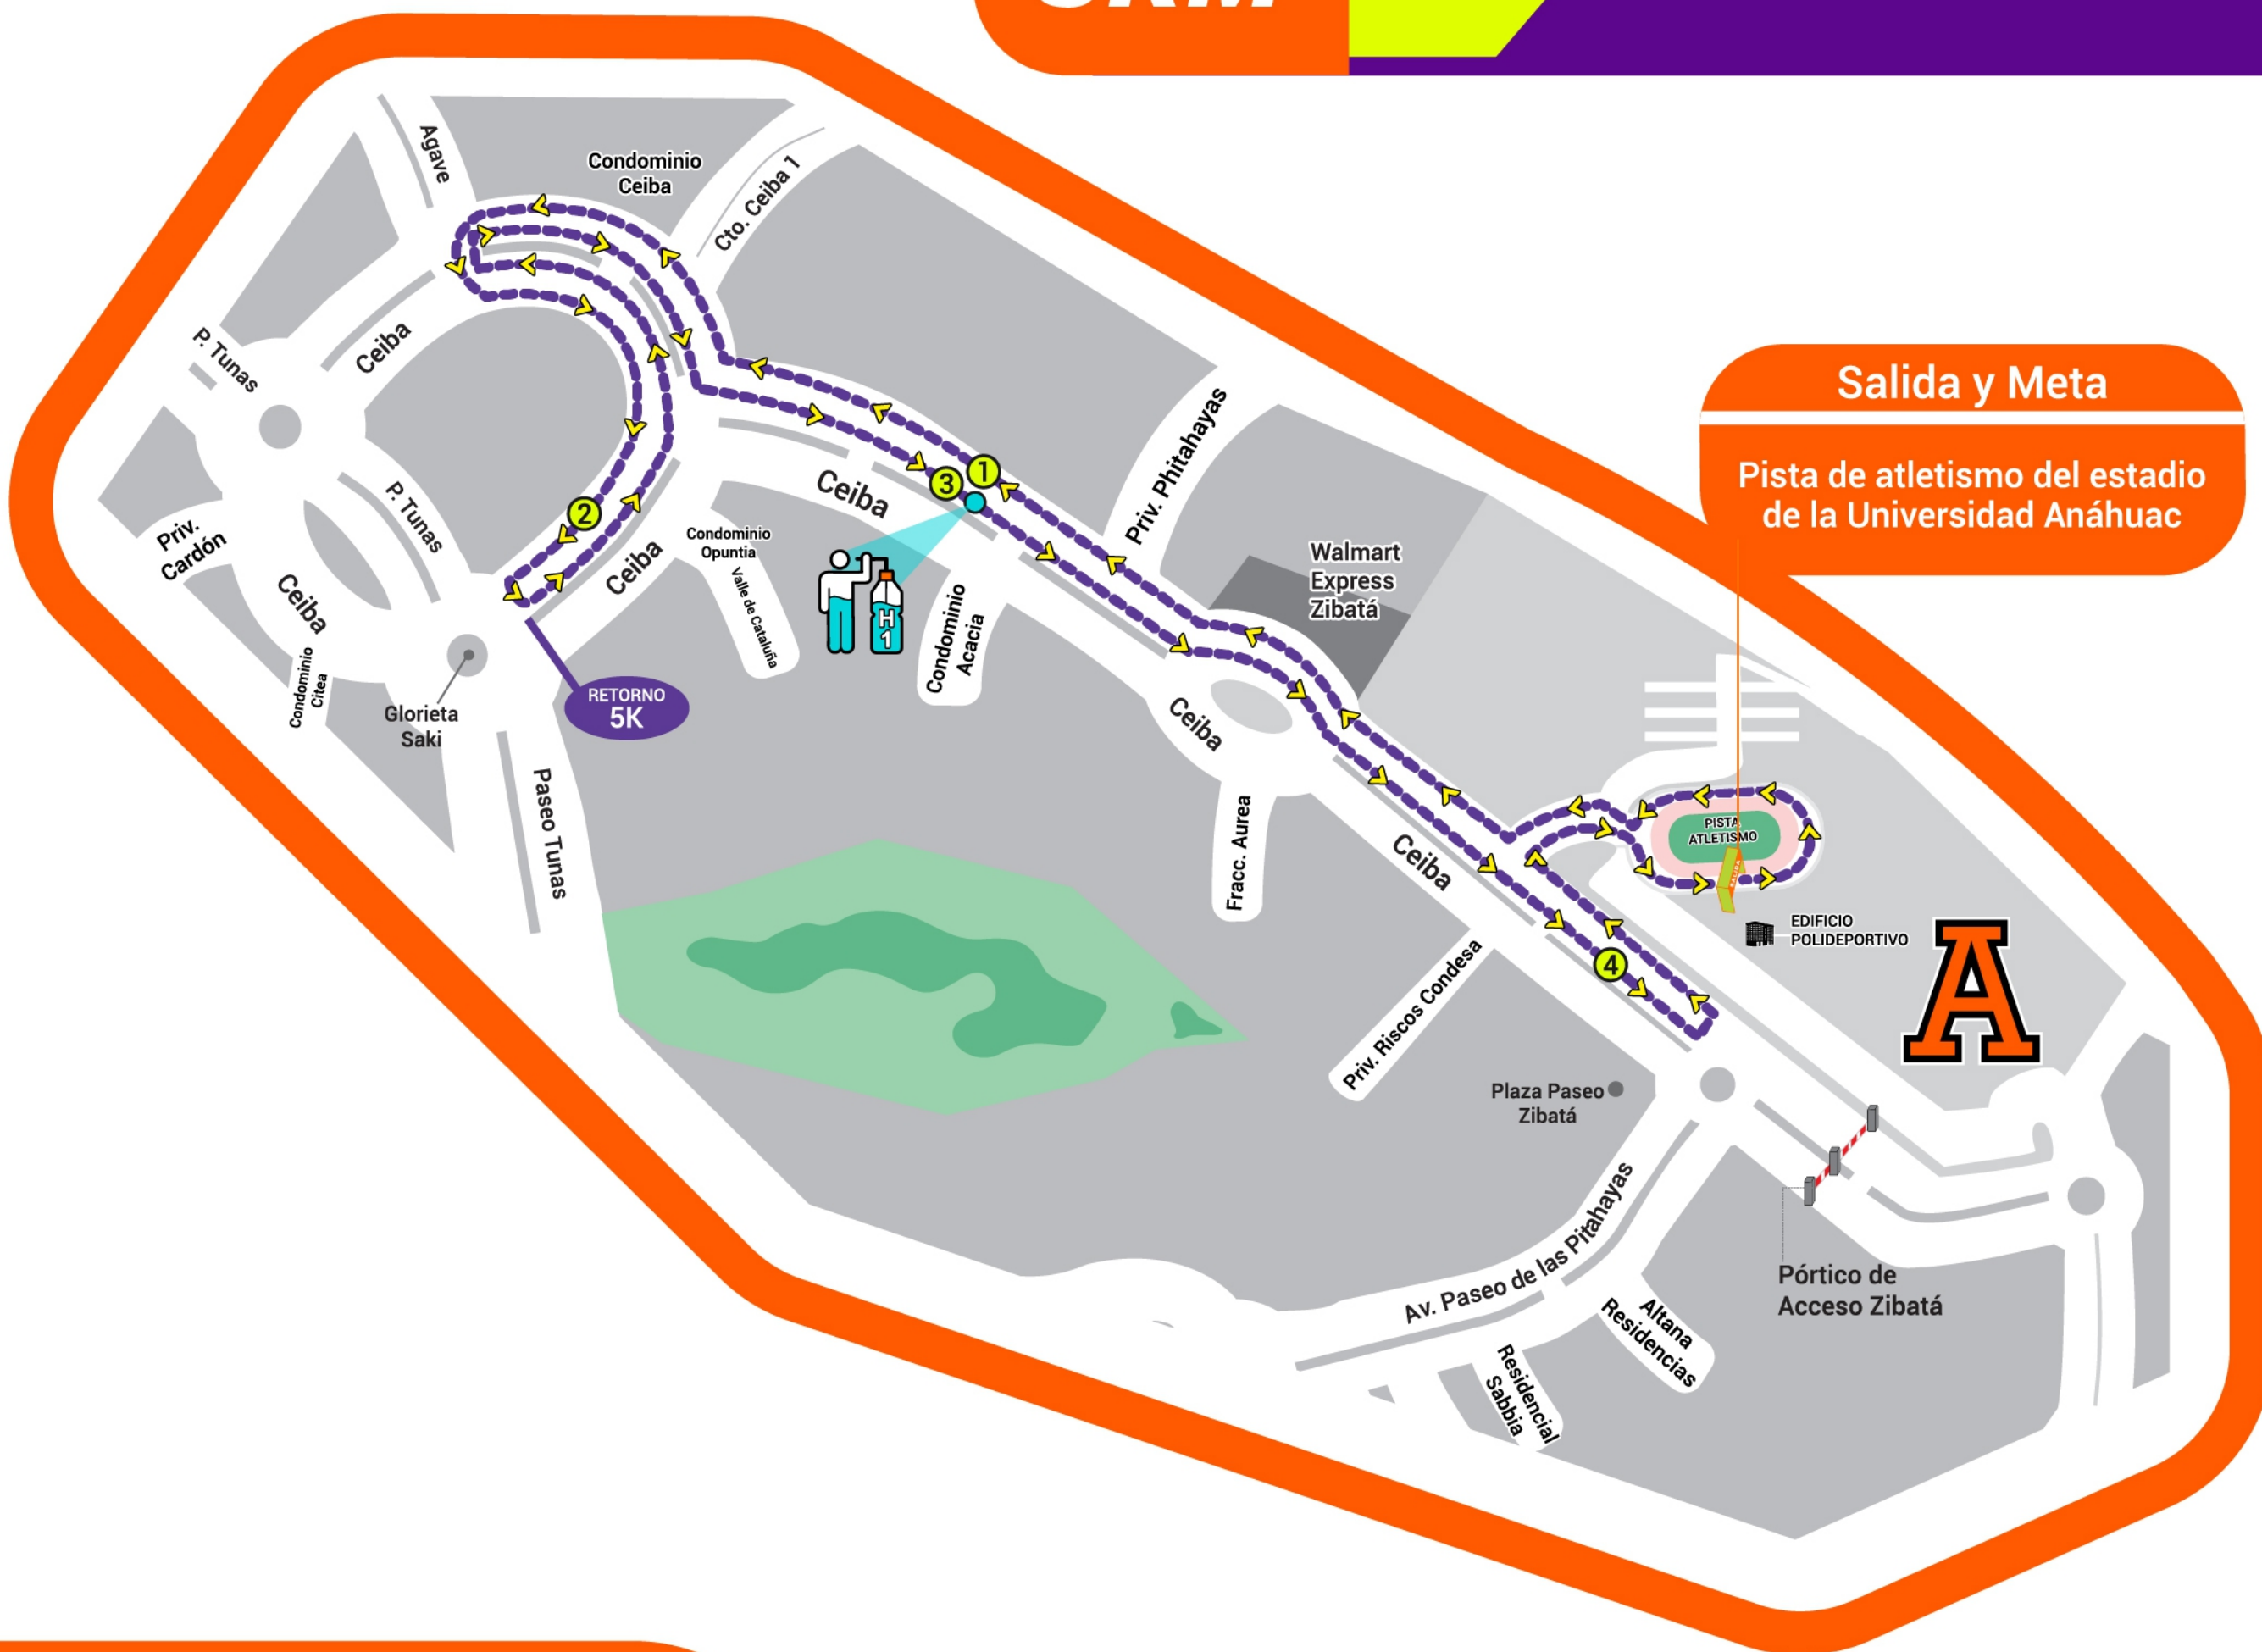 5KM
Agave
Condominio
Ceiba
Cto. Ceiba 1
P. Tunas
Ceiba
Priv. Phitahayas
Salida y Meta
Pista de atletismo del estadio
de la Universidad Anáhuac
1
3
2
Ceiba
P. Tunas
Priv.
Cardón
Condominio
Opuntia
Valle de Cataluña
Walmart
Express
Zibatá
Ceiba
Ceiba
H
1
Condominio
Acacia
Condominio
Citea
RETORNO
5K
Glorieta
Saki
Ceiba
Paseo Tunas
Fracc. Aurea
Ceiba
PISTA
ATLETISMO
EDIFICIO
POLIDEPORTIVO
A
4
Priv. Riscos Condesa
Plaza Paseo
Zibatá
Av. Paseo de las Pitahayas
Pórtico de
Acceso Zibatá
Altana
Residencias
Residencial
Sabbia